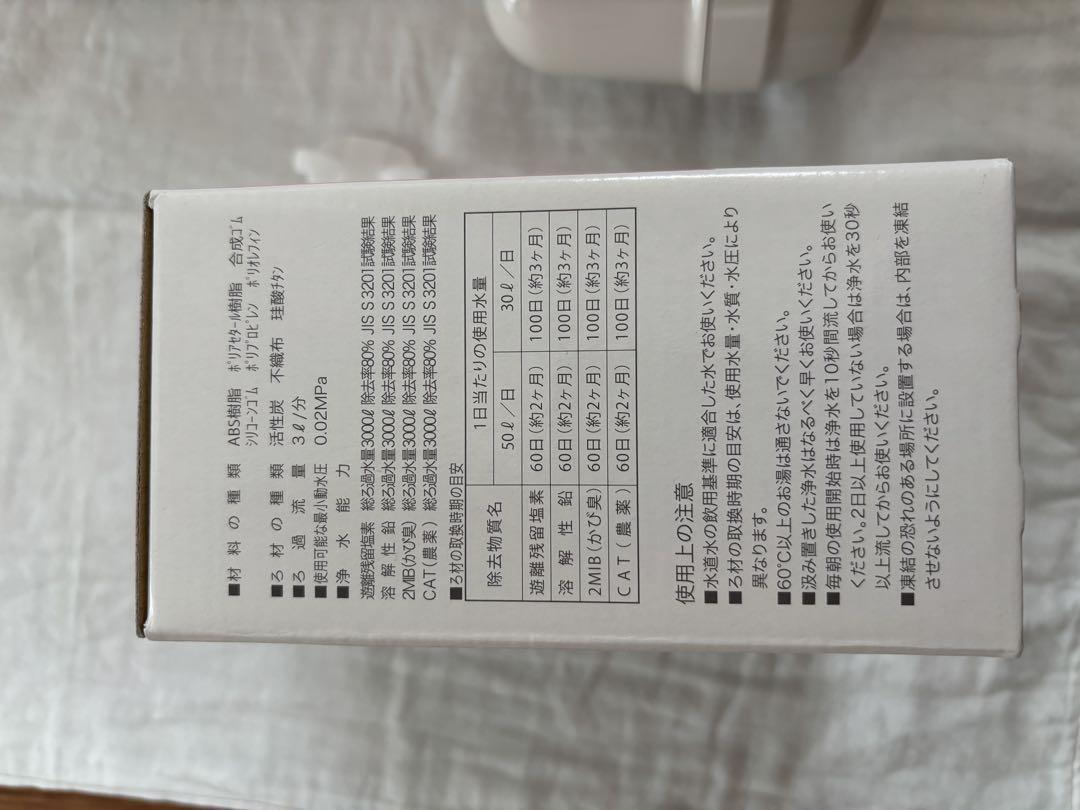 ■材料の種類 ABS樹脂 ポリアセタール樹脂 合成ゴム
シリコーンゴム ポリプロピレン ポリオレフィン
■ろ材の種類 活性炭 不織布 珪酸チタン
■ろ過流量 3ℓ/分
■使用可能な最小動水圧 0.02MPa
■浄水能力
遊離残留塩素 総ろ過水量3000ℓ 除去率80% JIS S 3201試験結果
溶解性鉛 総ろ過水量3000ℓ 除去率80% JIS S 3201試験結果
2MIB(かび臭) 総ろ過水量3000ℓ 除去率80% JIS S 3201試験結果
CAT(農薬) 総ろ過水量3000ℓ 除去率80% JIS S 3201試験結果
■ろ材の取換時期の目安
除去物質名 1日当たりの使用水量
50ℓ/日 30ℓ/日
遊離残留塩素 60日(約2ヶ月) 100日(約3ヶ月)
溶解性鉛 60日(約2ヶ月) 100日(約3ヶ月)
2MIB(かび臭) 60日(約2ヶ月) 100日(約3ヶ月)
CAT(農薬) 60日(約2ヶ月) 100日(約3ヶ月)
使用上の注意
■水道水の飲用基準に適合した水でお使いください。
■ろ材の取換時期の目安は、使用水量・水質・水圧により
異なります。
■60℃以上のお湯は通さないでください。
■汲み置きした浄水はなるべく早くお使いください。
■毎朝の使用開始時は浄水を10秒間流してからお使い
ください。2日以上使用していない場合は浄水を30秒
以上流してからお使いください。
■凍結の恐れのある場所に設置する場合は、内部を凍結
させないようにしてください。